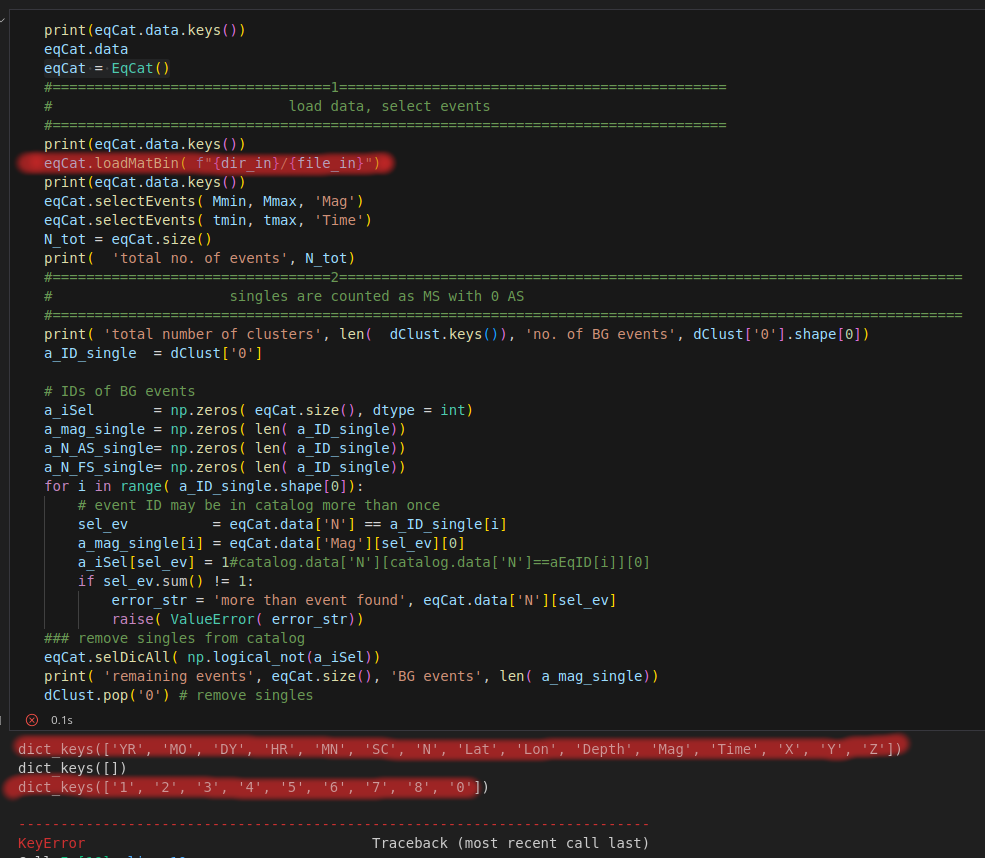 print(eqCat.data.keys())
eqCat.data
eqCat = EqCat()
#=================================1==============================================
#                            load data, select events
#================================================================================
print(eqCat.data.keys())
eqCat.loadMatBin( f"{dir_in}/{file_in}")
print(eqCat.data.keys())
eqCat.selectEvents( Mmin, Mmax, 'Mag')
eqCat.selectEvents( tmin, tmax, 'Time')
N_tot = eqCat.size()
print(  'total no. of events', N_tot)
#=================================2==========================================================================
#                     singles are counted as MS with 0 AS
#============================================================================================================
print( 'total number of clusters', len(  dClust.keys()), 'no. of BG events', dClust['0'].shape[0])
a_ID_single  = dClust['0']
# IDs of BG events
a_iSel       = np.zeros( eqCat.size(), dtype = int)
a_mag_single = np.zeros( len( a_ID_single))
a_N_AS_single= np.zeros( len( a_ID_single))
a_N_FS_single= np.zeros( len( a_ID_single))
for i in range( a_ID_single.shape[0]):
    # event ID may be in catalog more than once
    sel_ev          = eqCat.data['N'] == a_ID_single[i]
    a_mag_single[i] = eqCat.data['Mag'][sel_ev][0]
    a_iSel[sel_ev] = 1#catalog.data['N'][catalog.data['N']==aEqID[i]][0]
    if sel_ev.sum() != 1:
        error_str = 'more than event found', eqCat.data['N'][sel_ev]
        raise( ValueError( error_str))
### remove singles from catalog
eqCat.selDicAll( np.logical_not(a_iSel))
print( 'remaining events', eqCat.size(), 'BG events', len( a_mag_single))
dClust.pop('0') # remove singles
0.1s
dict_keys(['YR', 'MO', 'DY', 'HR', 'MN', 'SC', 'N', 'Lat', 'Lon', 'Depth', 'Mag', 'Time', 'X', 'Y', 'Z'])
dict_keys([])
dict_keys(['1', '2', '3', '4', '5', '6', '7', '8', '0'])
---------------------------------------------------------------------------
KeyError                                  Traceback (most recent call last)